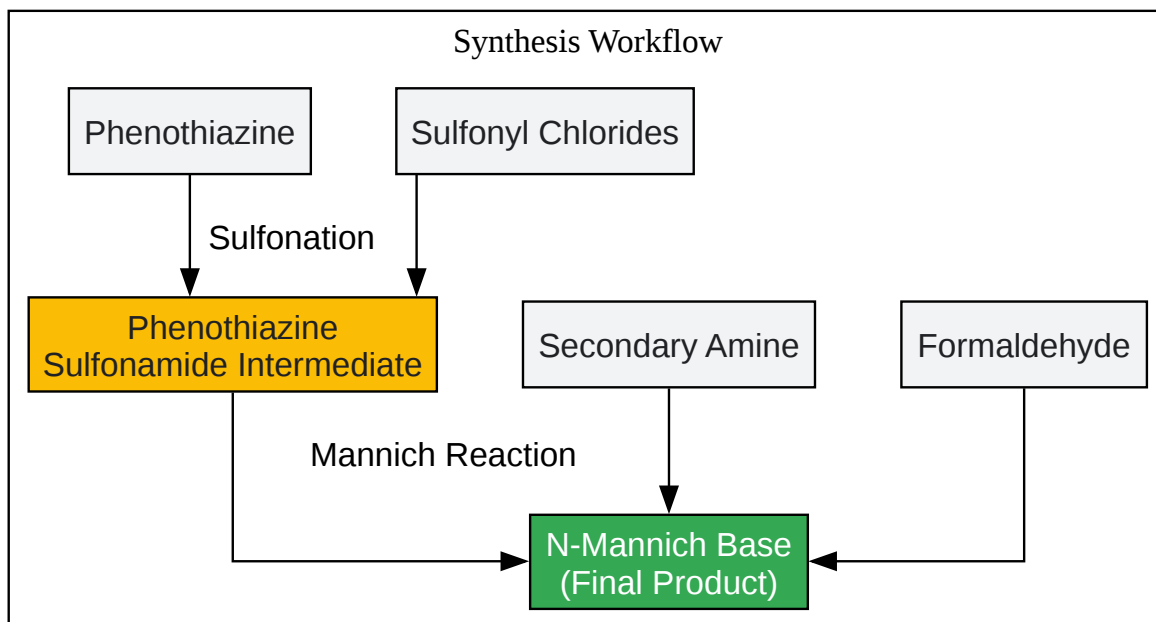 Synthesis Workflow
Phenothiazine
Sulfonyl Chlorides
Sulfonation
Phenothiazine
Sulfonamide Intermediate
Secondary Amine
Formaldehyde
Mannich Reaction
N-Mannich Base
(Final Product)